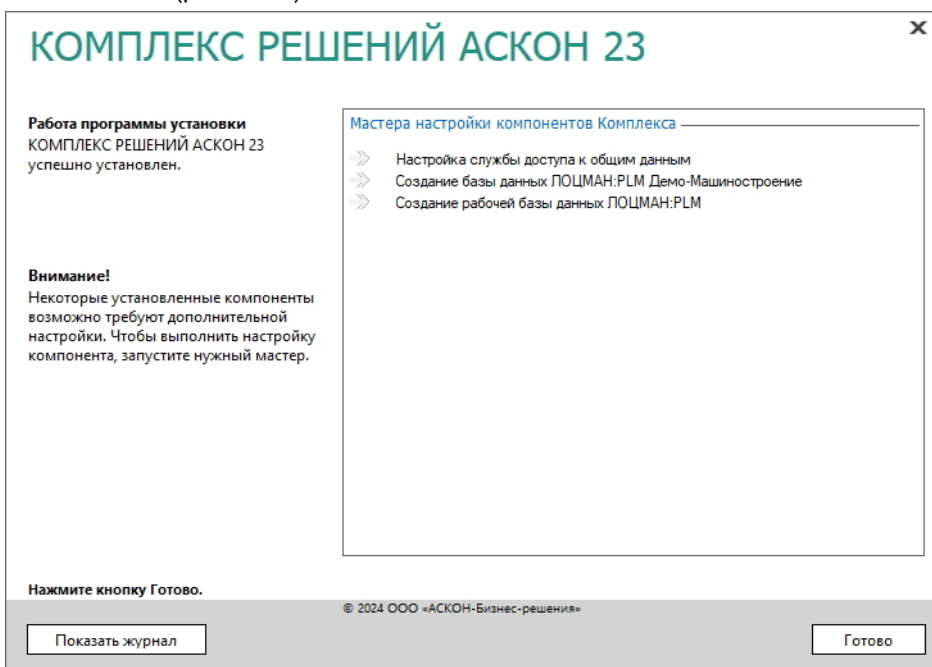 КОМПЛЕКС РЕШЕНИЙ АСКОН 23
x
Работа программы установки
КОМПЛЕКС РЕШЕНИЙ АСКОН 23
успешно установлен.
Внимание!
Некоторые установленные компоненты
возможно требуют дополнительной
настройки. Чтобы выполнить настройку
компонента, запустите нужный мастер.
Мастера настройки компонентов Комплекса
Настройка службы доступа к общим данным
Создание базы данных ЛОЦМАН:PLM Демо-Машиностроение
Создание рабочей базы данных ЛОЦМАН:PLM
Нажмите кнопку Готово.
© 2024 ООО «АСКОН-Бизнес-решения»
Показать журнал
Готово